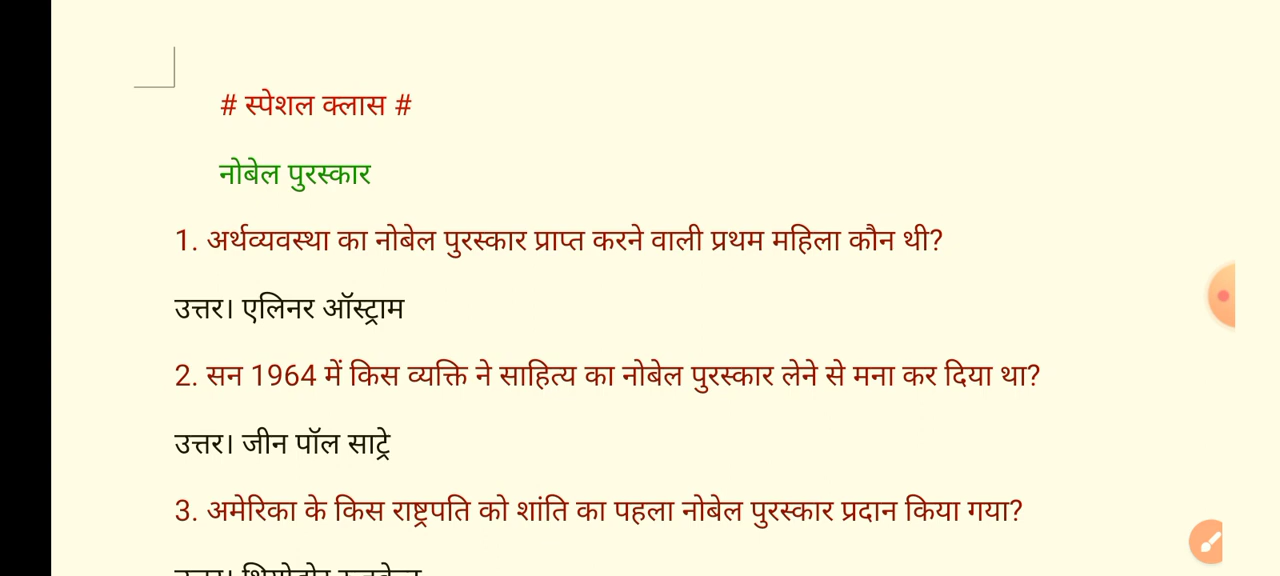 # स्पेशल क्लास #
नोबेल पुरस्कार
1. अर्थव्यवस्था का नोबेल पुरस्कार प्राप्त करने वाली प्रथम महिला कौन थी?
उत्तर। एलिनर ऑस्ट्राम
2. सन 1964 में किस व्यक्ति ने साहित्य का नोबेल पुरस्कार लेने से मना कर दिया था?
उत्तर। जीन पॉल साट्रे
3. अमेरिका के किस राष्ट्रपति को शांति का पहला नोबेल पुरस्कार प्रदान किया गया?